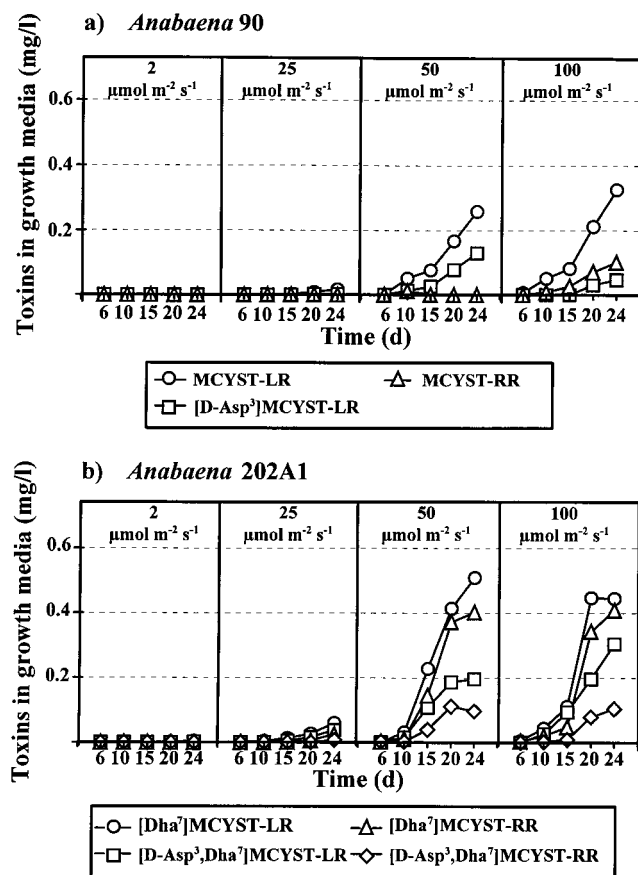 a) Anabaena 90
Toxins in growth media (mg/l)
2 25 50 100
µmol m⁻² s⁻¹ µmol m⁻² s⁻¹ µmol m⁻² s⁻¹ µmol m⁻² s⁻¹
0.6
0.4
0.2
6 10 15 20 24 6 10 15 20 24 6 10 15 20 24 6 10 15 20 24
Time (d)
MCYST-LR MCYST-RR
[D-Asp³]MCYST-LR
b) Anabaena 202A1
Toxins in growth media (mg/l)
2 25 50 100
µmol m⁻² s⁻¹ µmol m⁻² s⁻¹ µmol m⁻² s⁻¹ µmol m⁻² s⁻¹
0.6
0.4
0.2
6 10 15 20 24 6 10 15 20 24 6 10 15 20 24 6 10 15 20 24
Time (d)
[Dha⁷]MCYST-LR [Dha⁷]MCYST-RR
[D-Asp³,Dha⁷]MCYST-LR [D-Asp³,Dha⁷]MCYST-RR